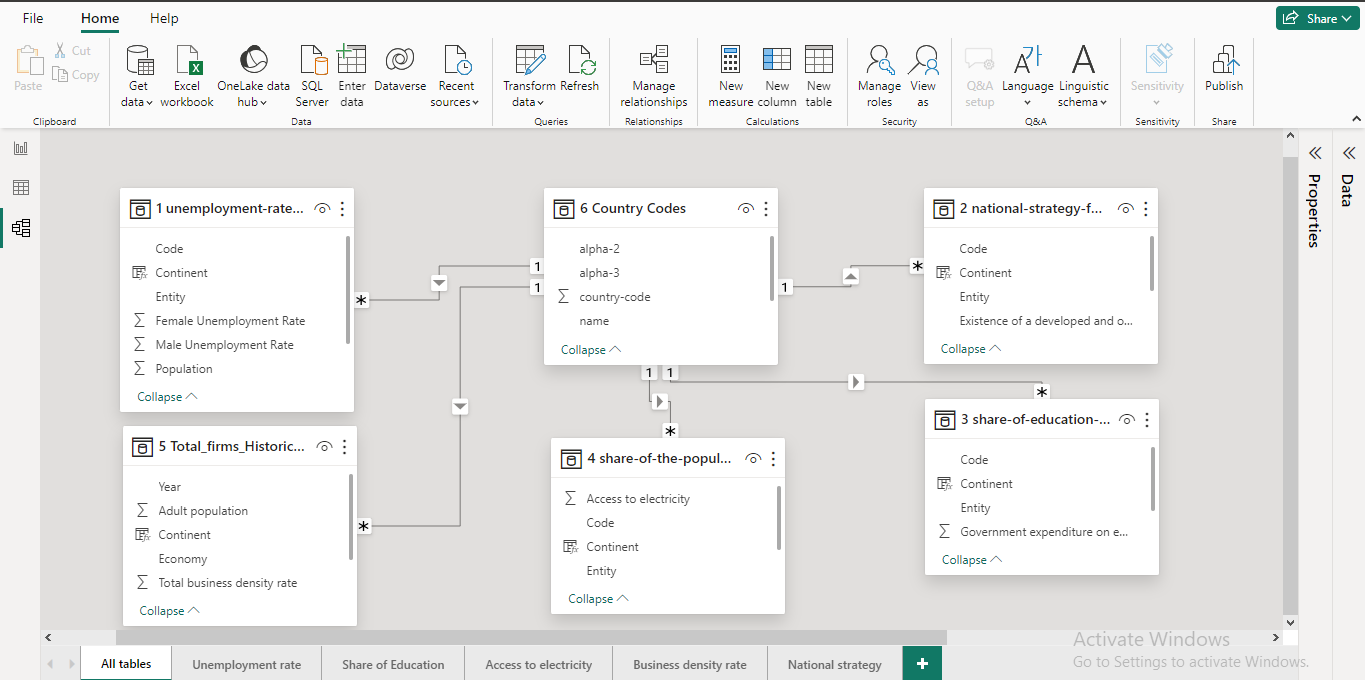 File Home Help
Share
Paste
Cut
Copy
Clipboard
Get data
Excel workbook
OneLake data hub
SQL Server
Enter data
Dataverse
Recent sources
Data
Transform data
Refresh
Queries
Manage relationships
Relationships
New measure
New column
New table
Calculations
Manage roles
View as
Security
Q&A setup
Language
Linguistic schema
Q&A
Sensitivity
Sensitivity
Publish
Share
1 unemployment-rate...
Code
Continent
Entity
Female Unemployment Rate
Male Unemployment Rate
Population
Collapse
6 Country Codes
alpha-2
alpha-3
country-code
name
Collapse
2 national-strategy-f...
Code
Continent
Entity
Existence of a developed and o...
Collapse
1
1
1
1
1
*
*
*
*
*
5 Total_firms_Historic...
Year
Adult population
Continent
Economy
Total business density rate
Collapse
4 share-of-the-popul...
Access to electricity
Code
Continent
Entity
Collapse
3 share-of-education-...
Code
Continent
Entity
Government expenditure on e...
Collapse
Properties
Data
Activate Windows
Go to Settings to activate Windows.
All tables
Unemployment rate
Share of Education
Access to electricity
Business density rate
National strategy
+